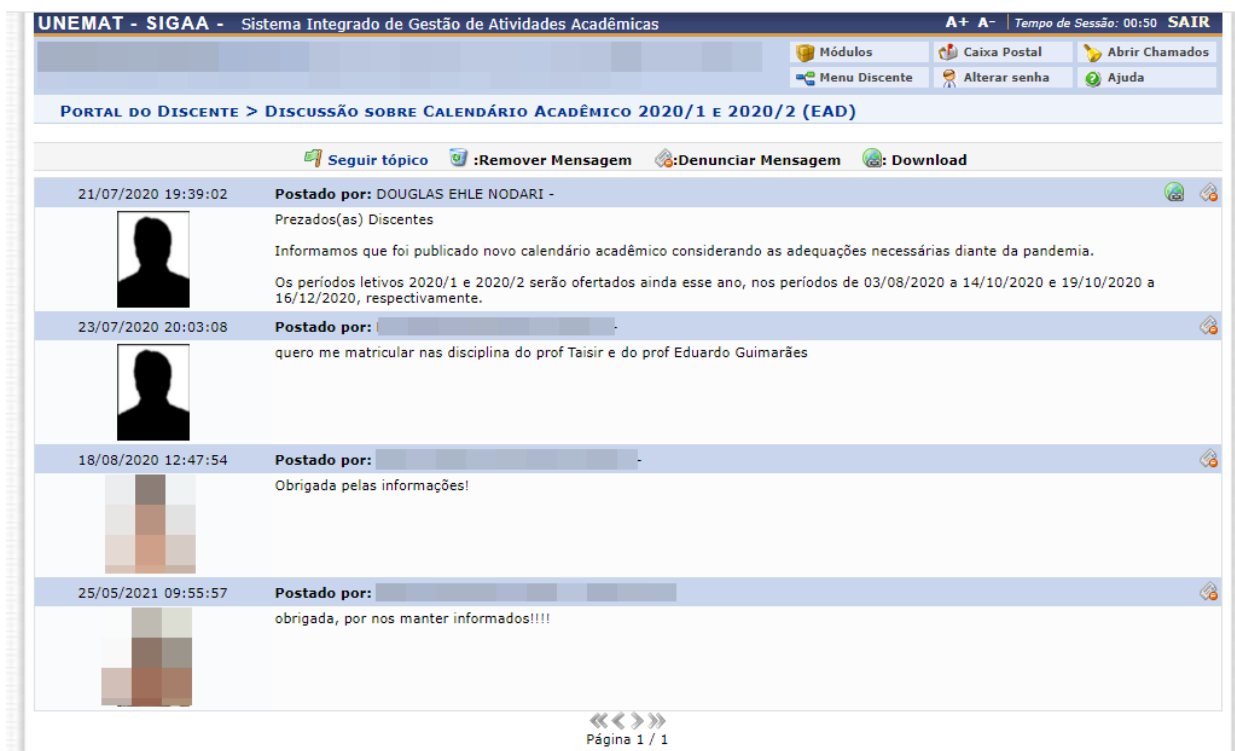 UNEMAT - SIGAA - Sistema Integrado de Gestão de Atividades Acadêmicas A+ A- Tempo de Sessão: 00:50 SAIR
Módulos Caixa Postal Abrir Chamados
Menu Discente Alterar senha Ajuda
PORTAL DO DISCENTE > DISCUSSÃO SOBRE CALENDÁRIO ACADÊMICO 2020/1 E 2020/2 (EAD)
Seguir tópico :Remover Mensagem :Denunciar Mensagem : Download
21/07/2020 19:39:02 Postado por: DOUGLAS EHLE NODARI -
Prezados(as) Discentes
Informamos que foi publicado novo calendário acadêmico considerando as adequações necessárias diante da pandemia.
Os períodos letivos 2020/1 e 2020/2 serão ofertados ainda esse ano, nos períodos de 03/08/2020 a 14/10/2020 e 19/10/2020 a
16/12/2020, respectivamente.
23/07/2020 20:03:08 Postado por: -
quero me matricular nas disciplina do prof Taisir e do prof Eduardo Guimarães
18/08/2020 12:47:54 Postado por: -
Obrigada pelas informações!
25/05/2021 09:55:57 Postado por:
obrigada, por nos manter informados!!!!
Página 1 / 1